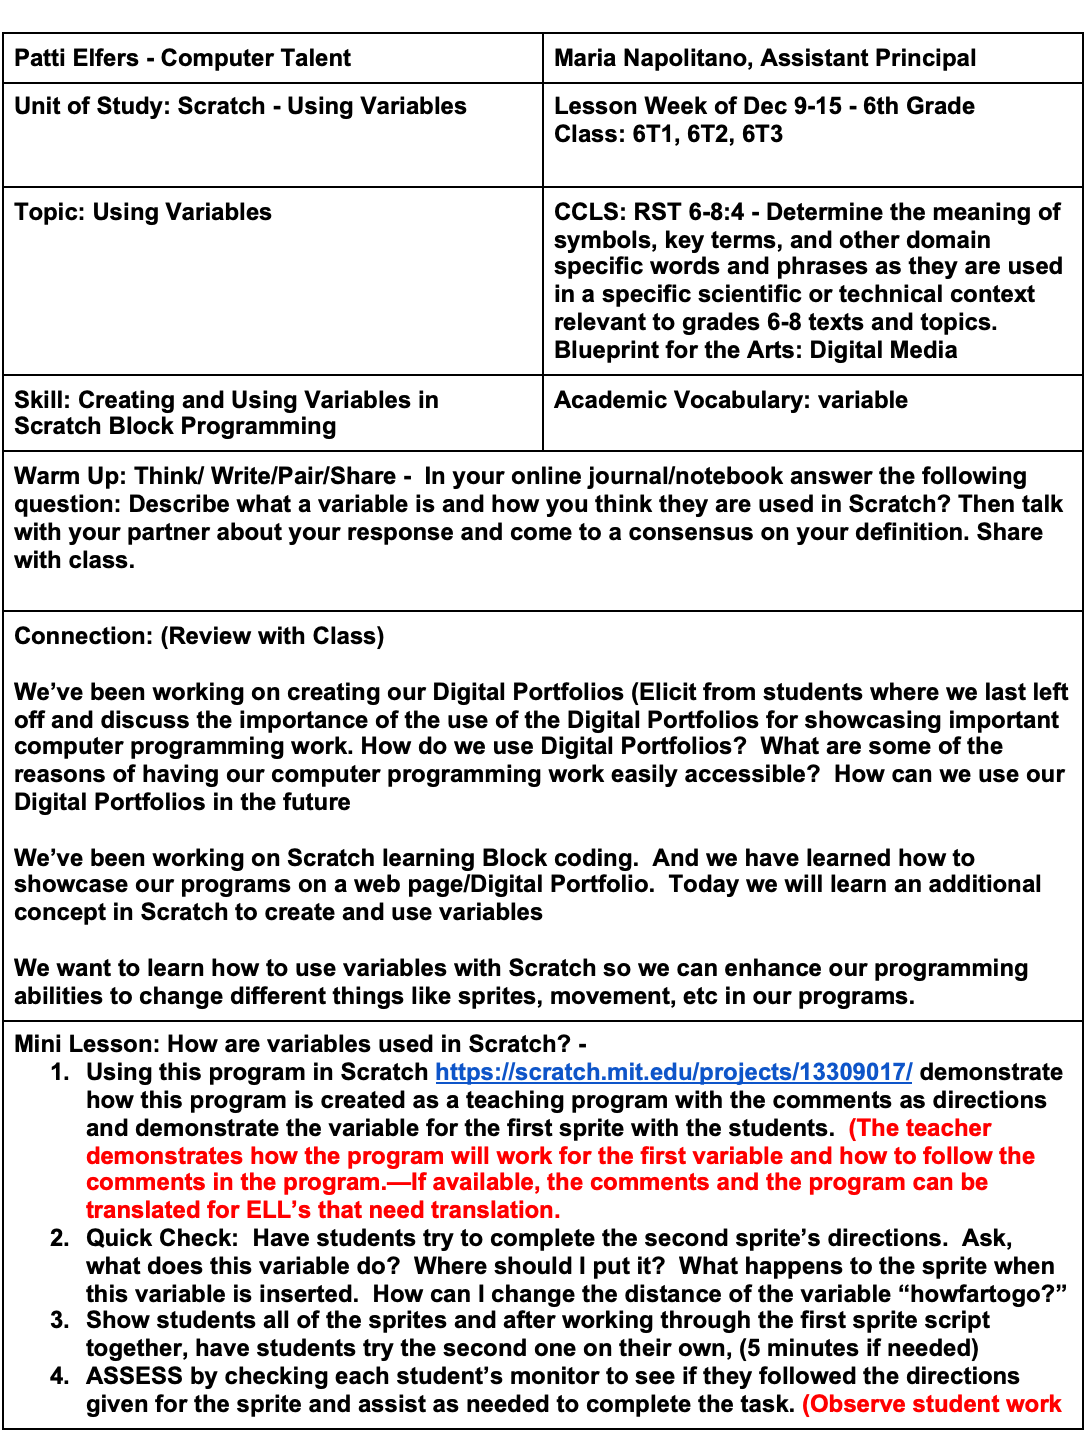 Patti Elfers - Computer Talent
Maria Napolitano, Assistant Principal
Unit of Study: Scratch - Using Variables
Lesson Week of Dec 9-15 - 6th Grade
Class: 6T1, 6T2, 6T3
Topic: Using Variables
CCLS: RST 6-8:4 - Determine the meaning of
symbols, key terms, and other domain
specific words and phrases as they are used
in a specific scientific or technical context
relevant to grades 6-8 texts and topics.
Blueprint for the Arts: Digital Media
Skill: Creating and Using Variables in
Scratch Block Programming
Academic Vocabulary: variable
Warm Up: Think/ Write/Pair/Share -  In your online journal/notebook answer the following
question: Describe what a variable is and how you think they are used in Scratch? Then talk
with your partner about your response and come to a consensus on your definition. Share
with class.
Connection: (Review with Class)
We’ve been working on creating our Digital Portfolios (Elicit from students where we last left
off and discuss the importance of the use of the Digital Portfolios for showcasing important
computer programming work. How do we use Digital Portfolios?  What are some of the
reasons of having our computer programming work easily accessible?  How can we use our
Digital Portfolios in the future
We’ve been working on Scratch learning Block coding.  And we have learned how to
showcase our programs on a web page/Digital Portfolio.  Today we will learn an additional
concept in Scratch to create and use variables
We want to learn how to use variables with Scratch so we can enhance our programming
abilities to change different things like sprites, movement, etc in our programs.
Mini Lesson: How are variables used in Scratch? -
1. Using this program in Scratch https://scratch.mit.edu/projects/13309017/ demonstrate
how this program is created as a teaching program with the comments as directions
and demonstrate the variable for the first sprite with the students.  (The teacher
demonstrates how the program will work for the first variable and how to follow the
comments in the program.—If available, the comments and the program can be
translated for ELL’s that need translation.
2. Quick Check:  Have students try to complete the second sprite’s directions.  Ask,
what does this variable do?  Where should I put it?  What happens to the sprite when
this variable is inserted.  How can I change the distance of the variable “howfartogo?”
3. Show students all of the sprites and after working through the first sprite script
together, have students try the second one on their own, (5 minutes if needed)
4. ASSESS by checking each student’s monitor to see if they followed the directions
given for the sprite and assist as needed to complete the task. (Observe student work